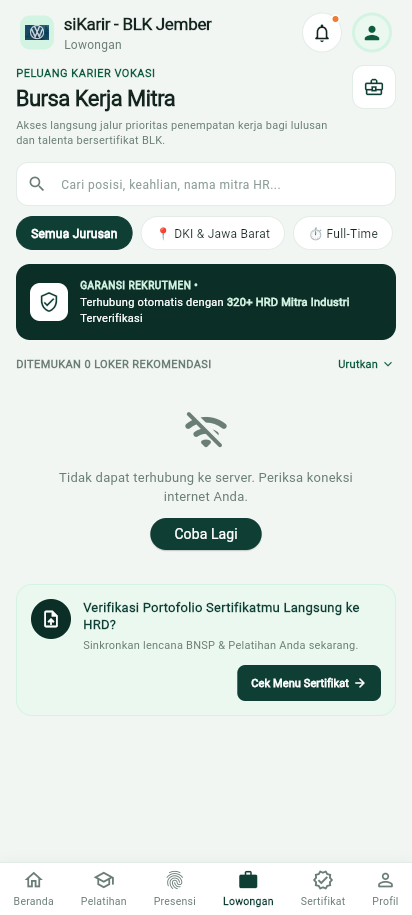 siKarir - BLK Jember
Lowongan
PELUANG KARIER VOKASI
Bursa Kerja Mitra
Akses langsung jalur prioritas penempatan kerja bagi lulusan
dan talenta bersertifikat BLK.
Cari posisi, keahlian, nama mitra HR...
Semua Jurusan
📍 DKI & Jawa Barat
⏱️ Full-Time
GARANSI REKRUTMEN •
Terhubung otomatis dengan 320+ HRD Mitra Industri
Terverifikasi
DITEMUKAN 0 LOKER REKOMENDASI
Urutkan
Tidak dapat terhubung ke server. Periksa koneksi
internet Anda.
Coba Lagi
Verifikasi Portofolio Sertifikatmu Langsung ke
HRD?
Sinkronkan lencana BNSP & Pelatihan Anda sekarang.
Cek Menu Sertifikat →
Beranda
Pelatihan
Presensi
Lowongan
Sertifikat
Profil